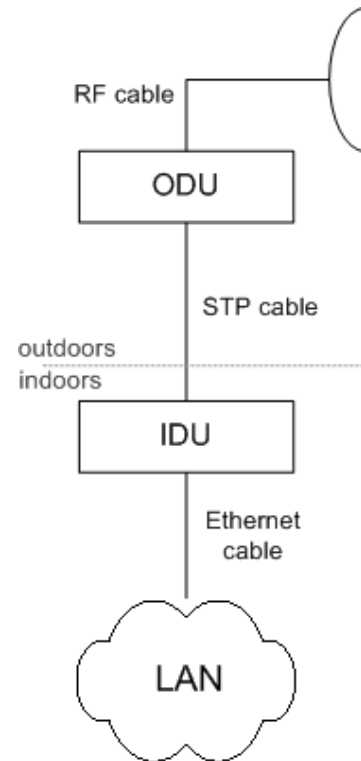 RF cable
ODU
STP cable
outdoors
indoors
IDU
Ethernet
cable
LAN